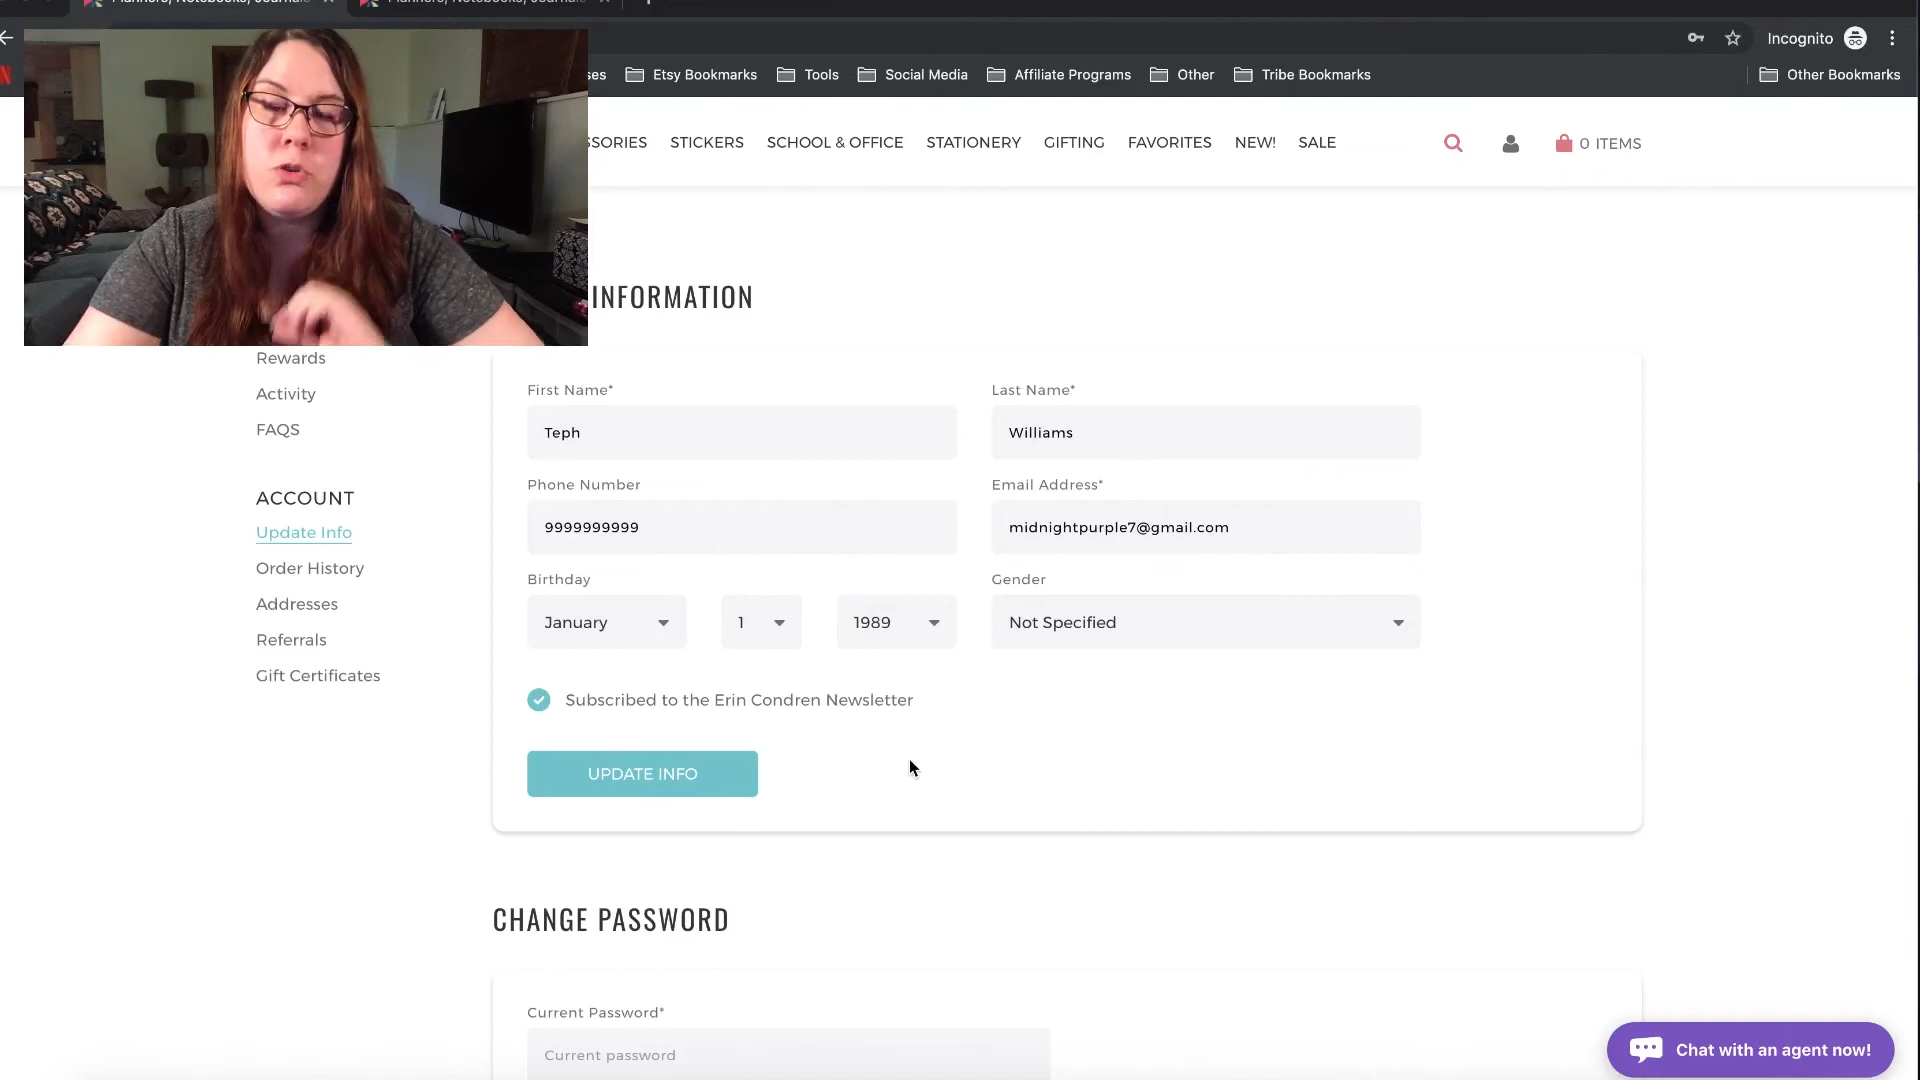 Incognito
ses Etsy Bookmarks Tools Social Media Affiliate Programs Other Tribe Bookmarks Other Bookmarks
SSORIES STICKERS SCHOOL & OFFICE STATIONERY GIFTING FAVORITES NEW! SALE 0 ITEMS
INFORMATION
Rewards
Activity
FAQS
ACCOUNT
Update Info
Order History
Addresses
Referrals
Gift Certificates
First Name* Last Name*
Teph Williams
Phone Number Email Address*
9999999999 midnightpurple7@gmail.com
Birthday Gender
January 1 1989 Not Specified
Subscribed to the Erin Condren Newsletter
UPDATE INFO
CHANGE PASSWORD
Current Password*
Current password
Chat with an agent now!